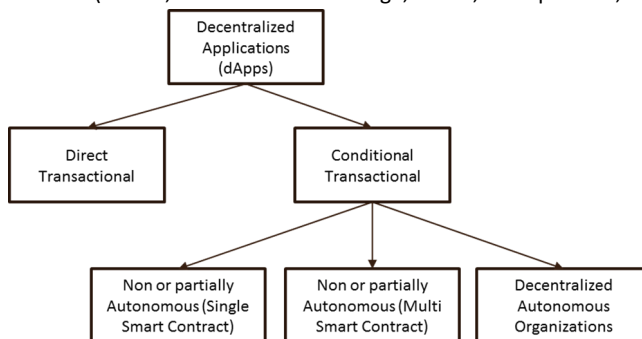 Decentralized
Applications
(dApps)
Direct
Transactional
Conditional
Transactional
Non or partially
Autonomous (Single
Smart Contract)
Non or partially
Autonomous (Multi
Smart Contract)
Decentralized
Autonomous
Organizations